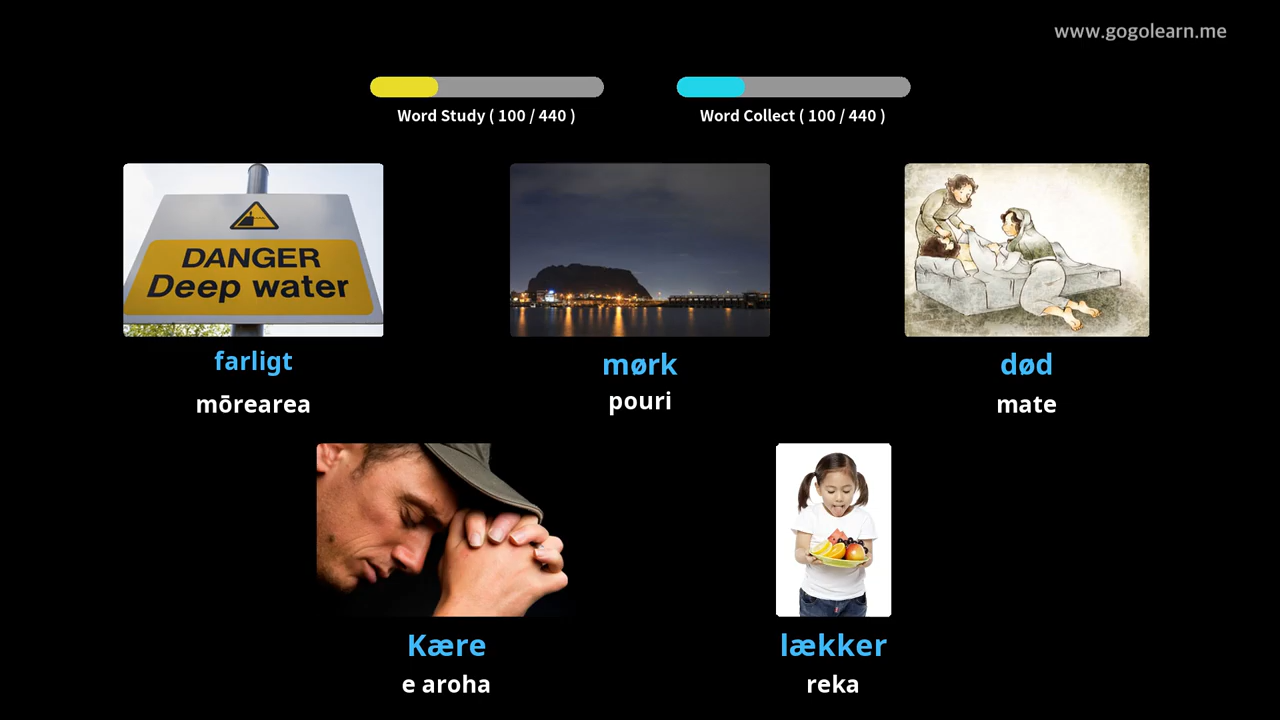 www.gogolearn.me
Word Study ( 100 / 440 )
Word Collect ( 100 / 440 )
DANGER
Deep water
farligt
mōrearea
mørk
pouri
død
mate
Kære
e aroha
lækker
reka